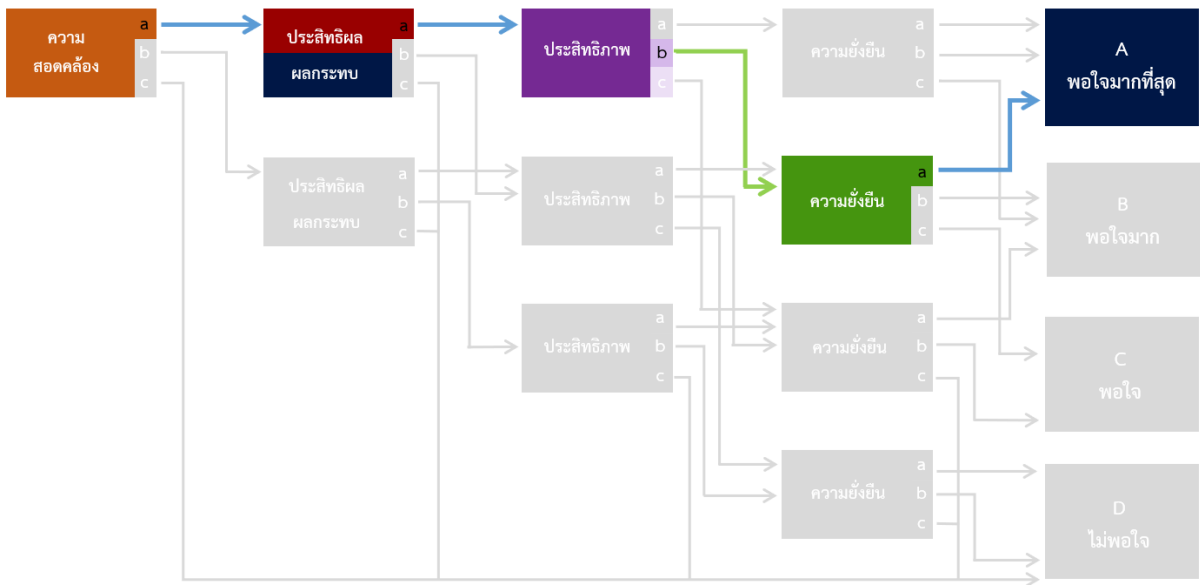 ความ
สอดคล้อง
a
b
c
ประสิทธิผล
ผลกระทบ
a
b
c
ประสิทธิภาพ
a
b
c
ความยั่งยืน
a
b
c
A
พอใจมากที่สุด
ประสิทธิผล
ผลกระทบ
a
b
c
ประสิทธิภาพ
a
b
c
ความยั่งยืน
a
b
c
B
พอใจมาก
ประสิทธิภาพ
a
b
c
ความยั่งยืน
a
b
c
C
พอใจ
ความยั่งยืน
a
b
c
D
ไม่พอใจ